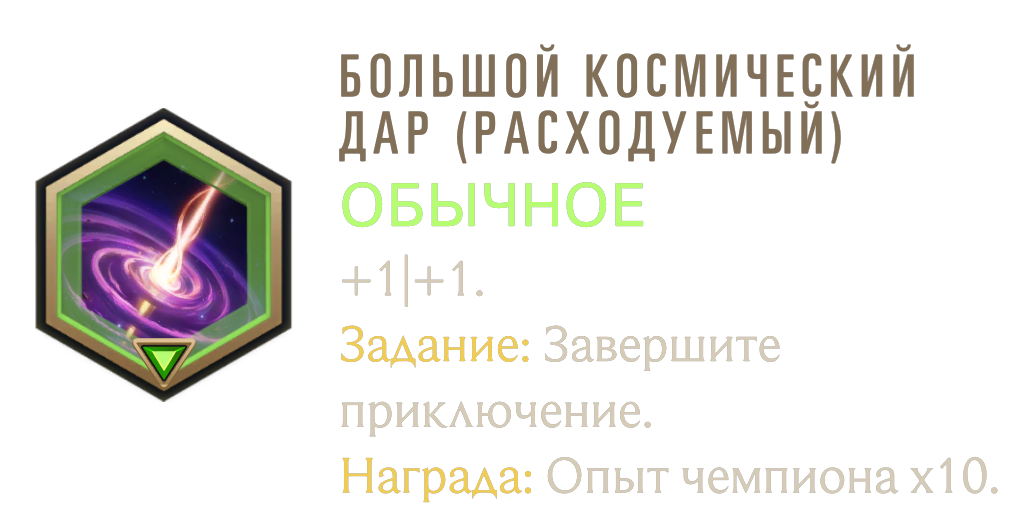 БОЛЬШОЙ КОСМИЧЕСКИЙ
ДАР (РАСХОДУЕМЫЙ)
ОБЫЧНОЕ
+1|+1.
Задание: Завершите
приключение.
Награда: Опыт чемпиона x10.